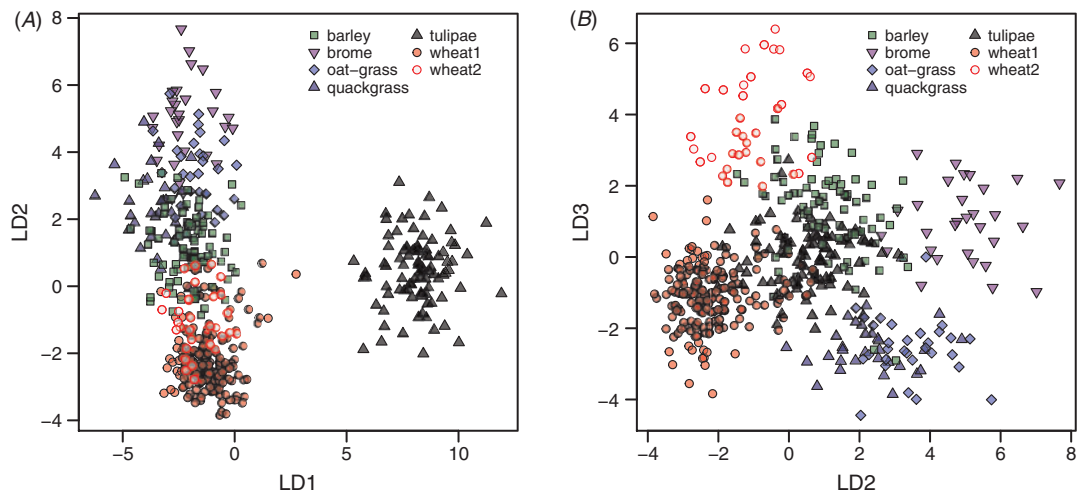 (A)
barley
brome
oat-grass
quackgrass
tulipae
wheat1
wheat2
LD2
8
6
4
2
0
−2
−4
−5
0
5
10
LD1
(B)
barley
brome
oat-grass
quackgrass
tulipae
wheat1
wheat2
LD3
6
4
2
0
−2
−4
−4
−2
0
2
4
6
8
LD2